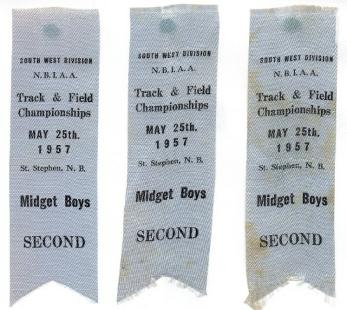 SOUTH WEST DIVISION
N.B.I.A.A.
Track & Field
Championships
MAY 25th.
1957
St. Stephen, N. B.
Midget Boys
SECOND
SOUTH WEST DIVISION
N.B.I.A.A.
Track & Field
Championships
MAY 25th.
1957
St. Stephen, N. B.
Midget Boys
SECOND
SOUTH WEST DIVISION
N.B.I.A.A.
Track & Field
Championships
MAY 25th.
1957
St. Stephen, N. B.
Midget Boys
SECOND